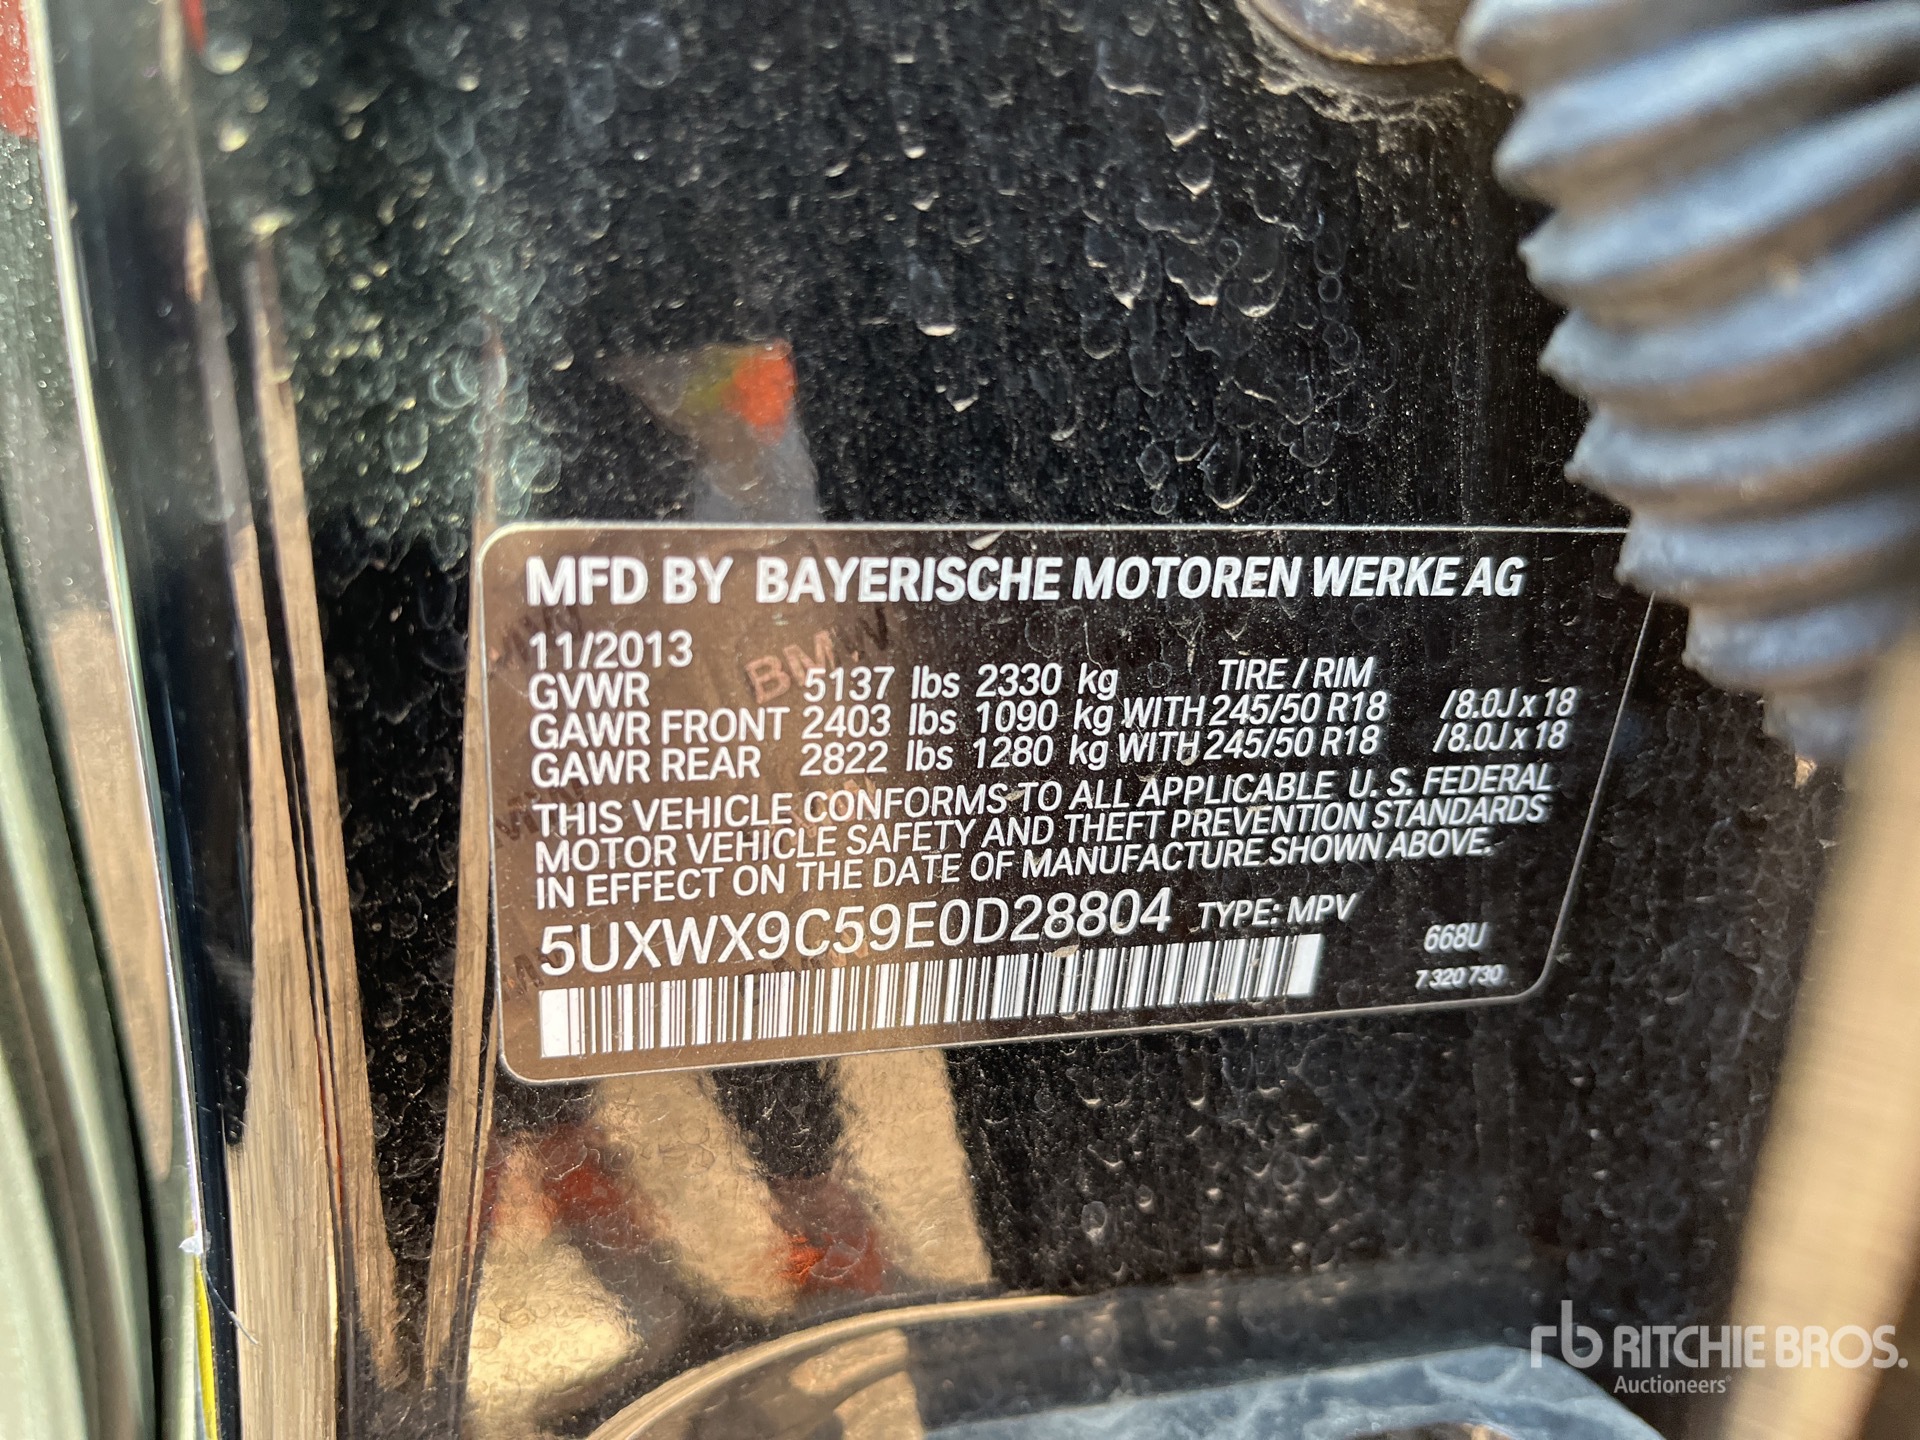 MFD BY BAYERISCHE MOTOREN WERKE AG
11/2013
GVWR 5137 lbs 2330 kg TIRE / RIM
GAWR FRONT 2403 lbs 1090 kg WITH 245/50 R18 /8.0J x 18
GAWR REAR 2822 lbs 1280 kg WITH 245/50 R18 /8.0J x 18
THIS VEHICLE CONFORMS TO ALL APPLICABLE U. S. FEDERAL
MOTOR VEHICLE SAFETY AND THEFT PREVENTION STANDARDS
IN EFFECT ON THE DATE OF MANUFACTURE SHOWN ABOVE.
5UXWX9C59E0D28804 TYPE: MPV
668U
7 320 730
rb RITCHIE BROS.
Auctioneers